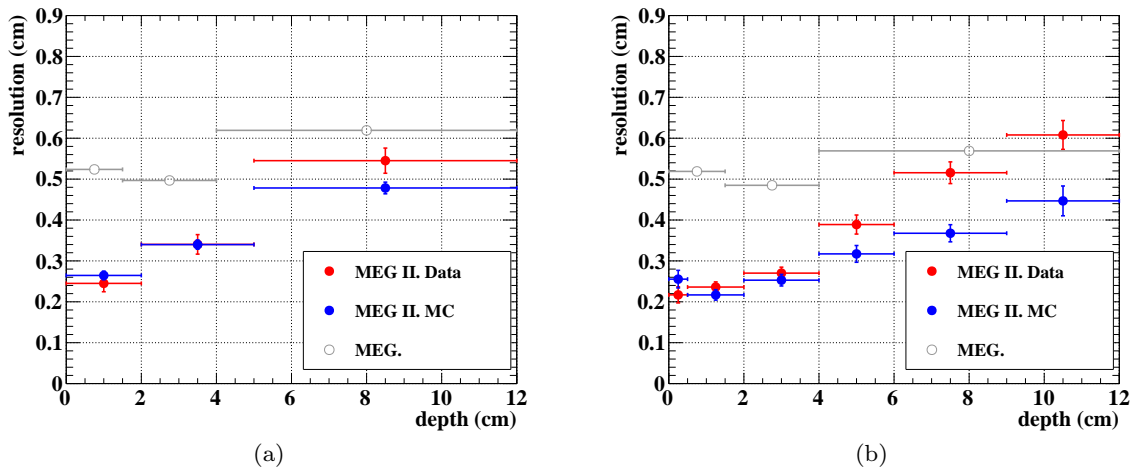 resolution (cm)
0.9
0.8
0.7
0.6
0.5
0.4
0.3
0.2
0.1
0
MEG II. Data
MEG II. MC
MEG.
0 2 4 6 8 10 12
depth (cm)
(a)
resolution (cm)
0.9
0.8
0.7
0.6
0.5
0.4
0.3
0.2
0.1
0
MEG II. Data
MEG II. MC
MEG.
0 2 4 6 8 10 12
depth (cm)
(b)